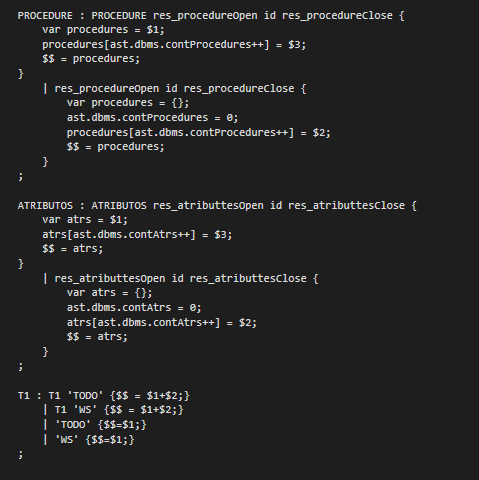 PROCEDURE : PROCEDURE res_procedureOpen id res_procedureClose {
    var procedures = $1;
    procedures[ast.dbms.contProcedures++] = $3;
    $$ = procedures;
}
    | res_procedureOpen id res_procedureClose {
        var procedures = {};
        ast.dbms.contProcedures = 0;
        procedures[ast.dbms.contProcedures++] = $2;
        $$ = procedures;
    }
;
ATRIBUTOS : ATRIBUTOS res_atributtesOpen id res_atributtesClose {
    var atrs = $1;
    atrs[ast.dbms.contAtrs++] = $3;
    $$ = atrs;
}
    | res_atributtesOpen id res_atributtesClose {
        var atrs = {};
        ast.dbms.contAtrs = 0;
        atrs[ast.dbms.contAtrs++] = $2;
        $$ = atrs;
    }
;
T1 : T1 'TODO' {$$ = $1+$2;}
    | T1 'WS' {$$ = $1+$2;}
    | 'TODO' {$$=$1;}
    | 'WS' {$$=$1;}
;